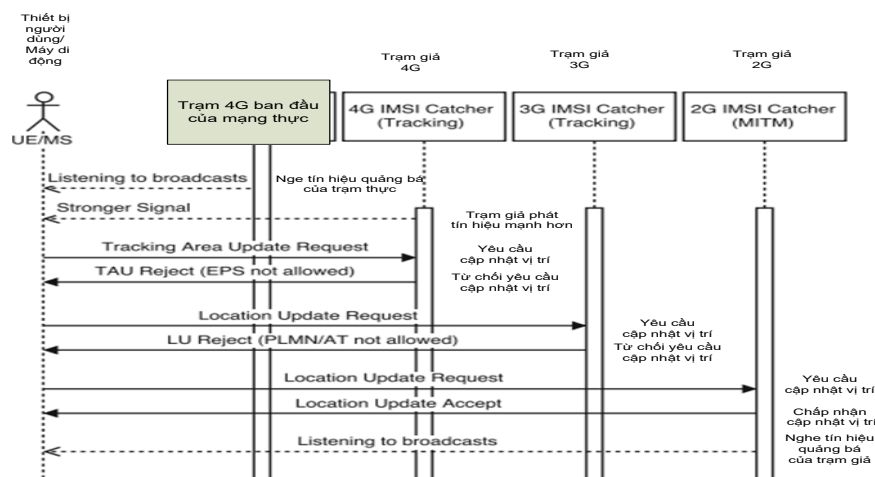 Thiết bị
người
dùng/
Máy di
động
Trạm giả
4G
Trạm giả
3G
Trạm giả
2G
UE/MS
Trạm 4G ban đầu
của mạng thực
4G IMSI Catcher
(Tracking)
3G IMSI Catcher
(Tracking)
2G IMSI Catcher
(MITM)
Listening to broadcasts
Nge tín hiệu quảng bá
của trạm thực
Stronger Signal
Trạm giả phát
tín hiệu mạnh hơn
Tracking Area Update Request
Yêu cầu
cập nhật vị trí
TAU Reject (EPS not allowed)
Từ chối yêu cầu
cập nhật vị trí
Location Update Request
Yêu cầu
cập nhật vị trí
LU Reject (PLMN/AT not allowed)
Từ chối yêu cầu
cập nhật vị trí
Location Update Request
Yêu cầu
cập nhật vị trí
Location Update Accept
Chấp nhận
cập nhật vị trí
Listening to broadcasts
Nghe tín hiệu
quảng bá
của trạm giả